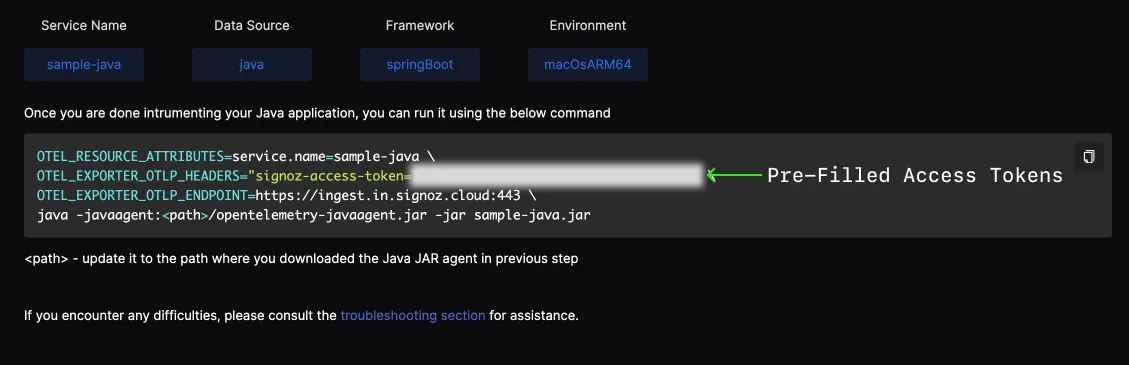 Service Name Data Source Framework Environment
sample-java java springBoot macOsARM64
Once you are done intrumenting your Java application, you can run it using the below command
OTEL_RESOURCE_ATTRIBUTES=service.name=sample-java \
OTEL_EXPORTER_OTLP_HEADERS="signoz-access-token= Pre-Filled Access Tokens
OTEL_EXPORTER_OTLP_ENDPOINT=https://ingest.in.signoz.cloud:443 \
java -javaagent:<path>/opentelemetry-javaagent.jar -jar sample-java.jar
<path> - update it to the path where you downloaded the Java JAR agent in previous step
If you encounter any difficulties, please consult the troubleshooting section for assistance.